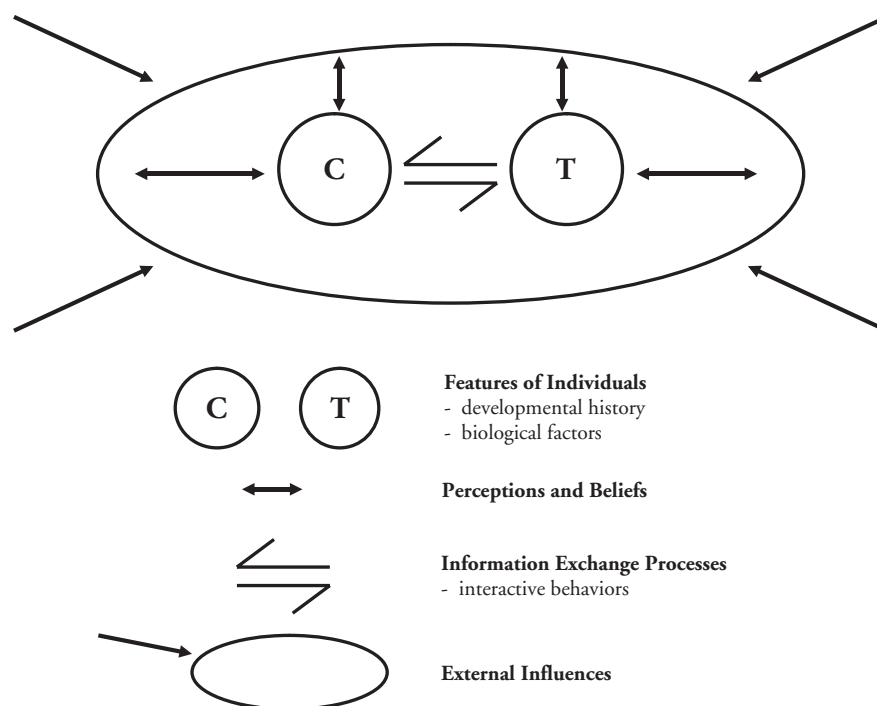 C T
C T
Features of Individuals
- developmental history
- biological factors
Perceptions and Beliefs
Information Exchange Processes
- interactive behaviors
External Influences